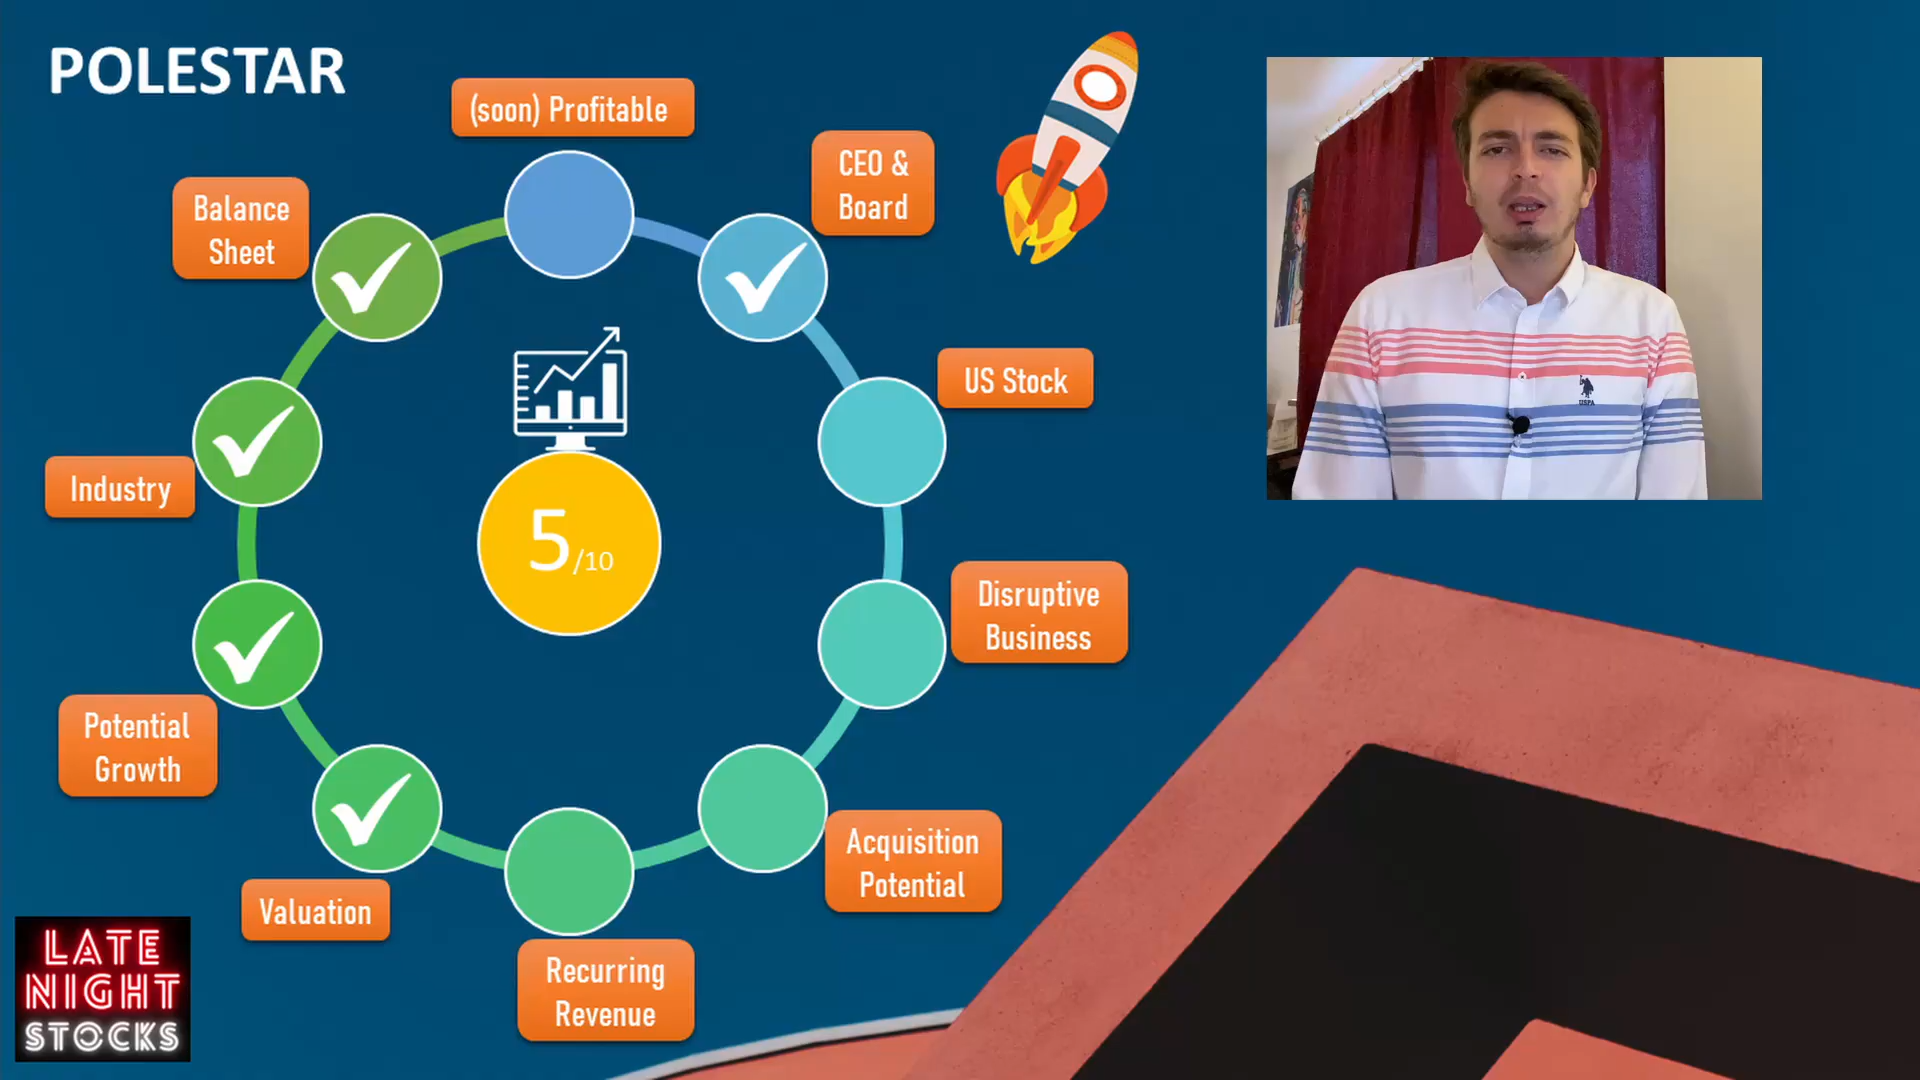 POLESTAR
(soon) Profitable
CEO &
Board
Balance
Sheet
US Stock
Industry
5/10
Disruptive
Business
Potential
Growth
Acquisition
Potential
Valuation
Recurring
Revenue
LATE
NIGHT
STOCKS
USPA